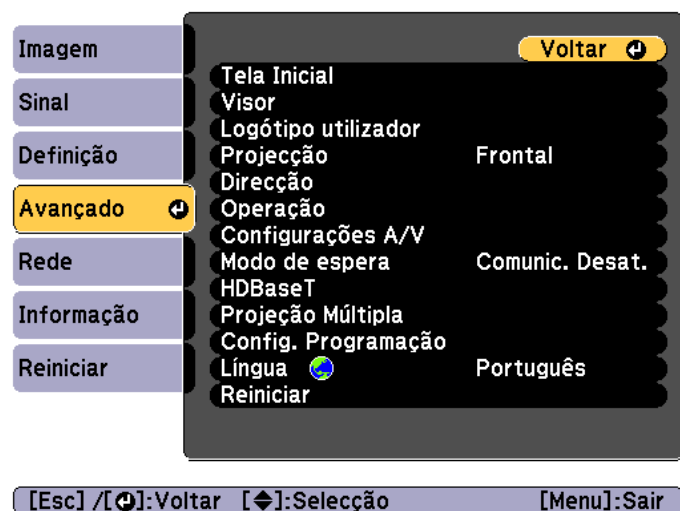 Imagem
Sinal
Definição
Avançado
Rede
Informação
Reiniciar
Voltar
Tela Inicial
Visor
Logótipo utilizador
Projecção Frontal
Direcção
Operação
Configurações A/V
Modo de espera Comunic. Desat.
HDBaseT
Projeção Múltipla
Config. Programação
Língua Português
Reiniciar
[Esc] /[ ]:Voltar [ ]:Selecção [Menu]:Sair